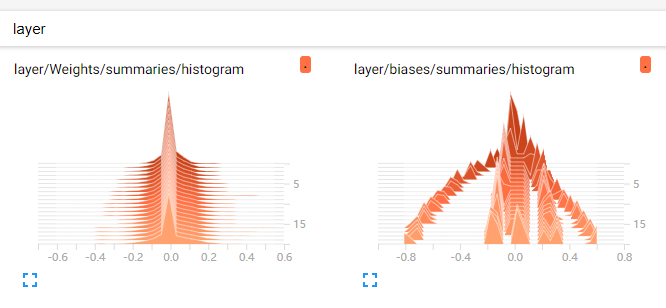 layer
layer/Weights/summaries/histogram
.
layer/biases/summaries/histogram
.
5
15
-0.6 -0.4 -0.2 0.0 0.2 0.4 0.6
5
15
-0.8 -0.4 0.0 0.4 0.8